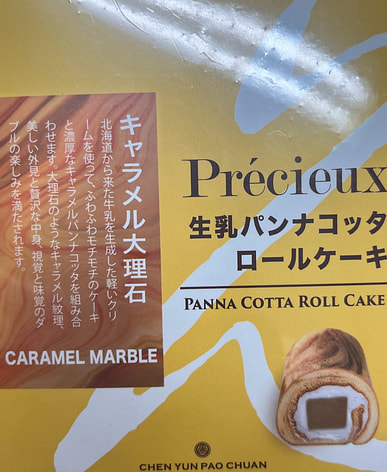 キャラメル大理石
北海道から来た生乳を生成した軽いクリ
ームを使って、ふわふわモチモチのケーキ
と濃厚なキャラメルパンナコッタを組み合
わせます。大理石のようなキャラメル紋理、
美しい外見と贅沢な中身、視覚と味覚のダ
ブルの楽しみを満たされます。
CARAMEL MARBLE
Précieux
生乳パンナコッタ
ロールケーキ
PANNA COTTA ROLL CAKE
CHEN YUN PAO CHUAN